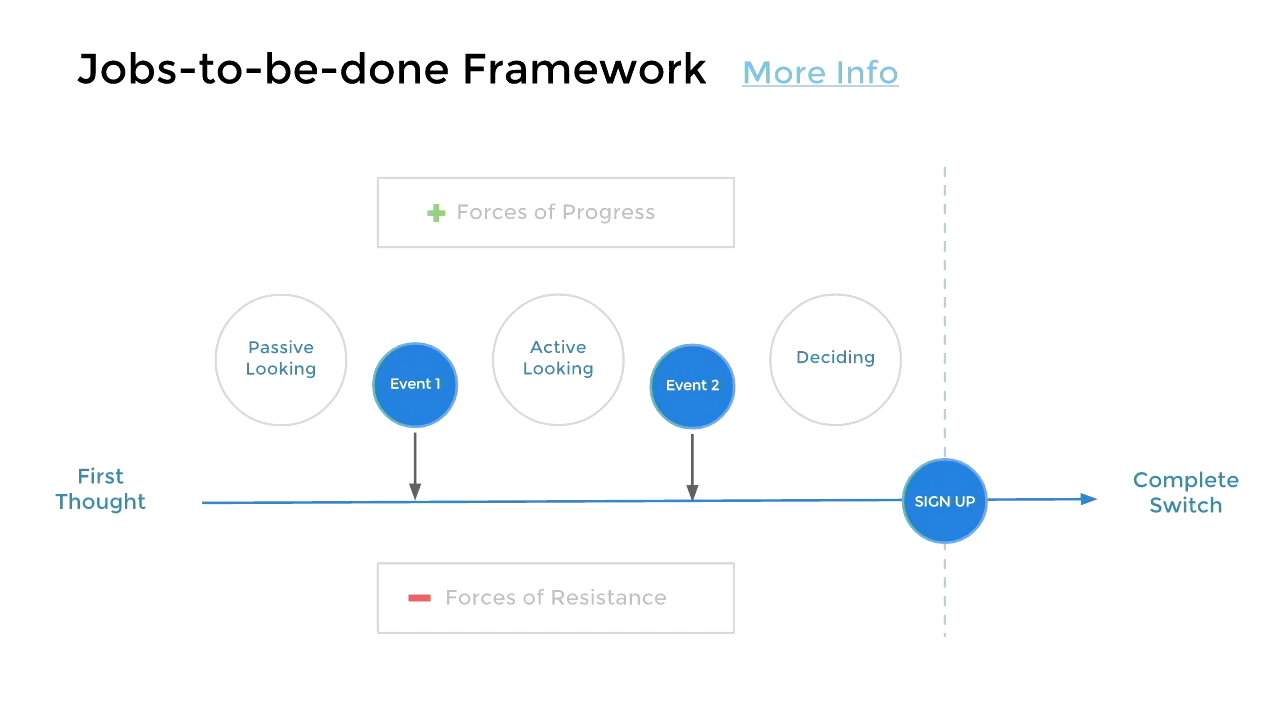 Jobs-to-be-done Framework More Info
+ Forces of Progress
Passive
Looking
Event 1
Active
Looking
Event 2
Deciding
First
Thought
SIGN UP
Complete
Switch
- Forces of Resistance